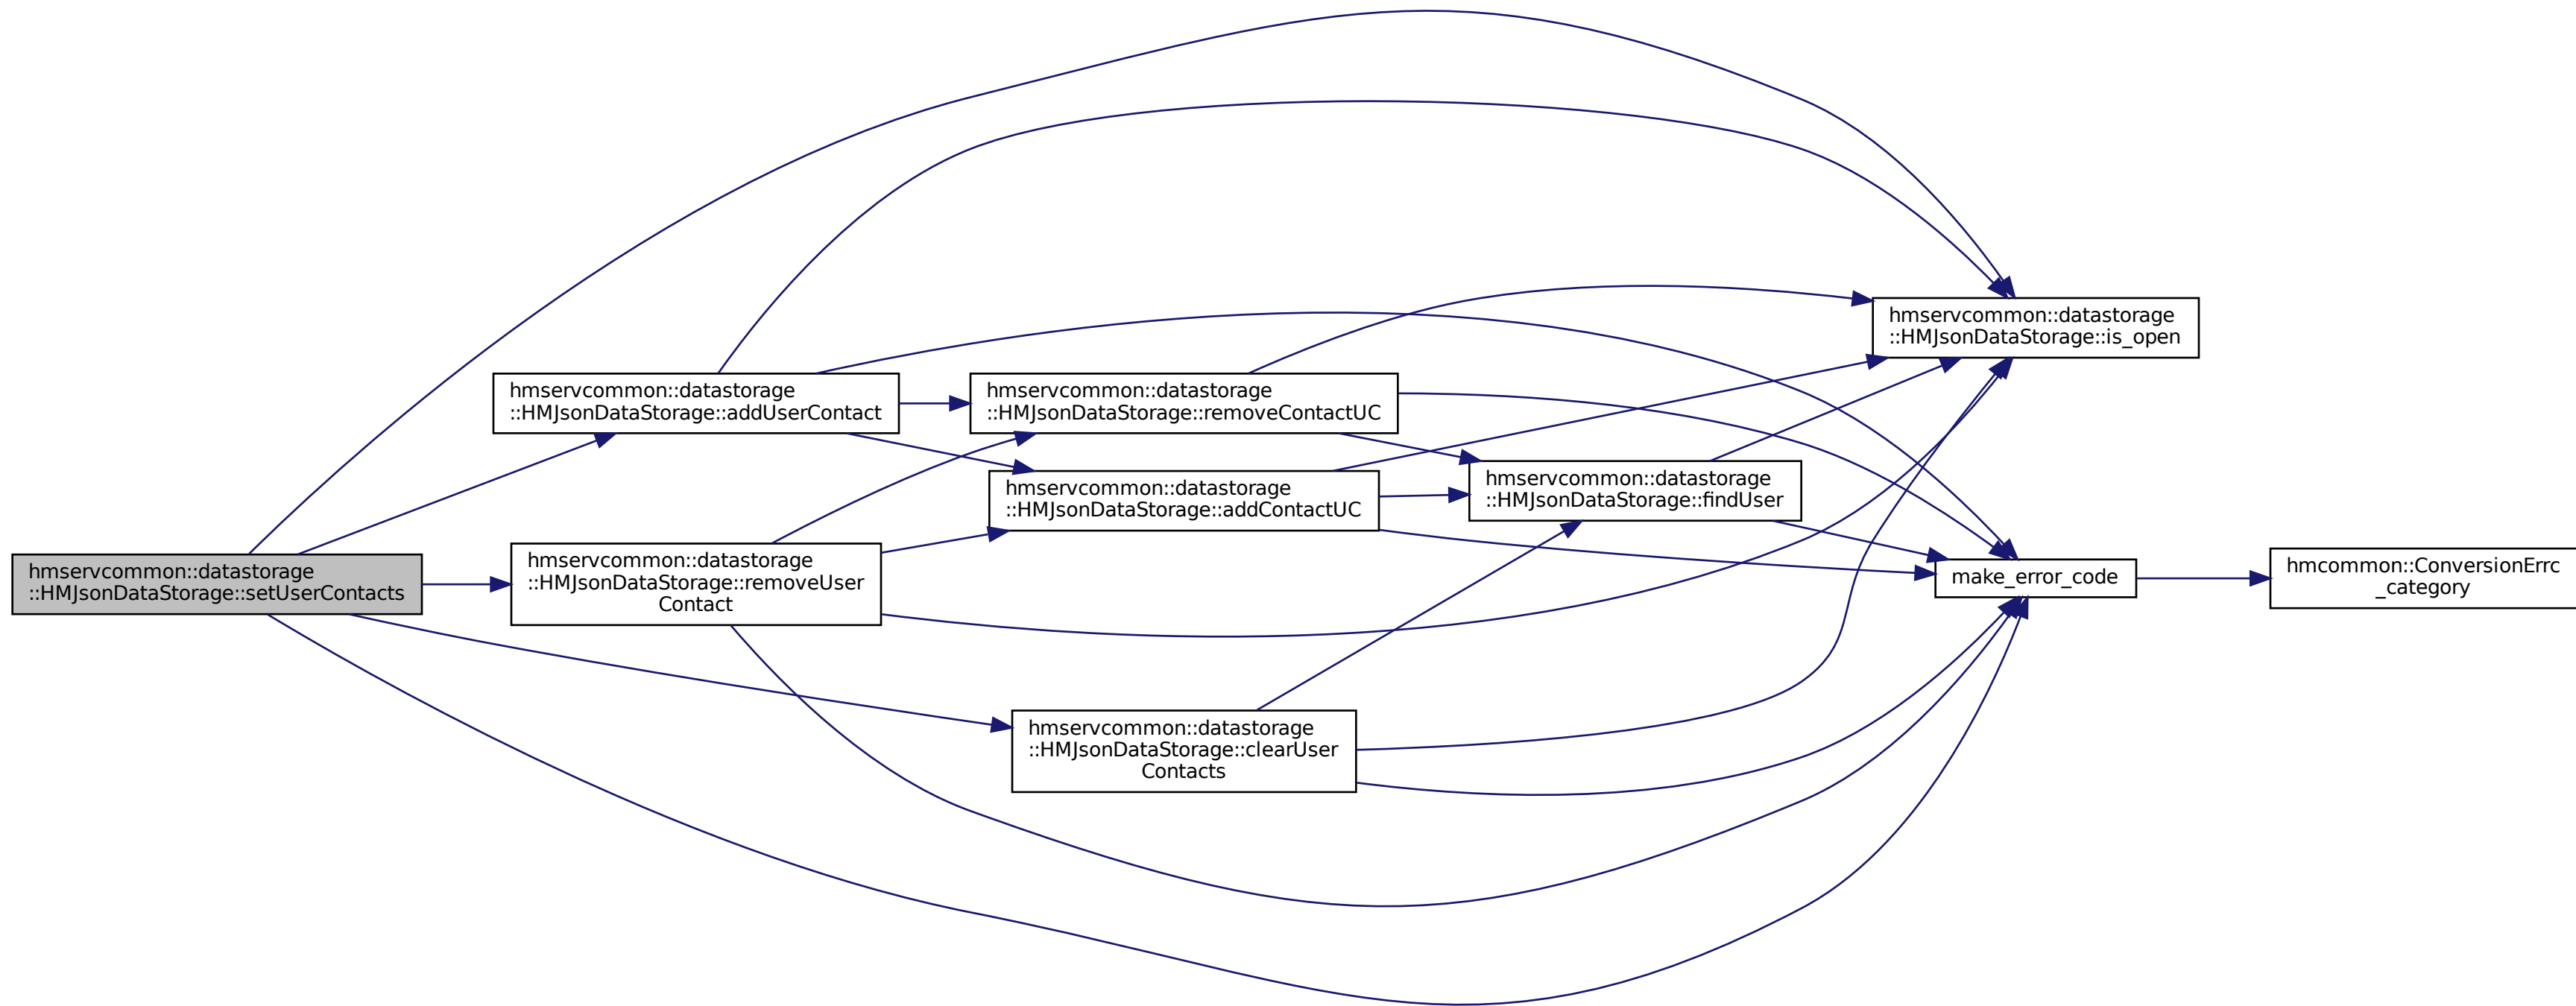 hmservcommon::datastorage
::HMJsonDataStorage::setUserContacts
hmservcommon::datastorage
::HMJsonDataStorage::addUserContact
hmservcommon::datastorage
::HMJsonDataStorage::removeUser
Contact
hmservcommon::datastorage
::HMJsonDataStorage::removeContactUC
hmservcommon::datastorage
::HMJsonDataStorage::addContactUC
hmservcommon::datastorage
::HMJsonDataStorage::clearUser
Contacts
hmservcommon::datastorage
::HMJsonDataStorage::findUser
hmservcommon::datastorage
::HMJsonDataStorage::is_open
make_error_code
hmcommon::ConversionErrc
_category